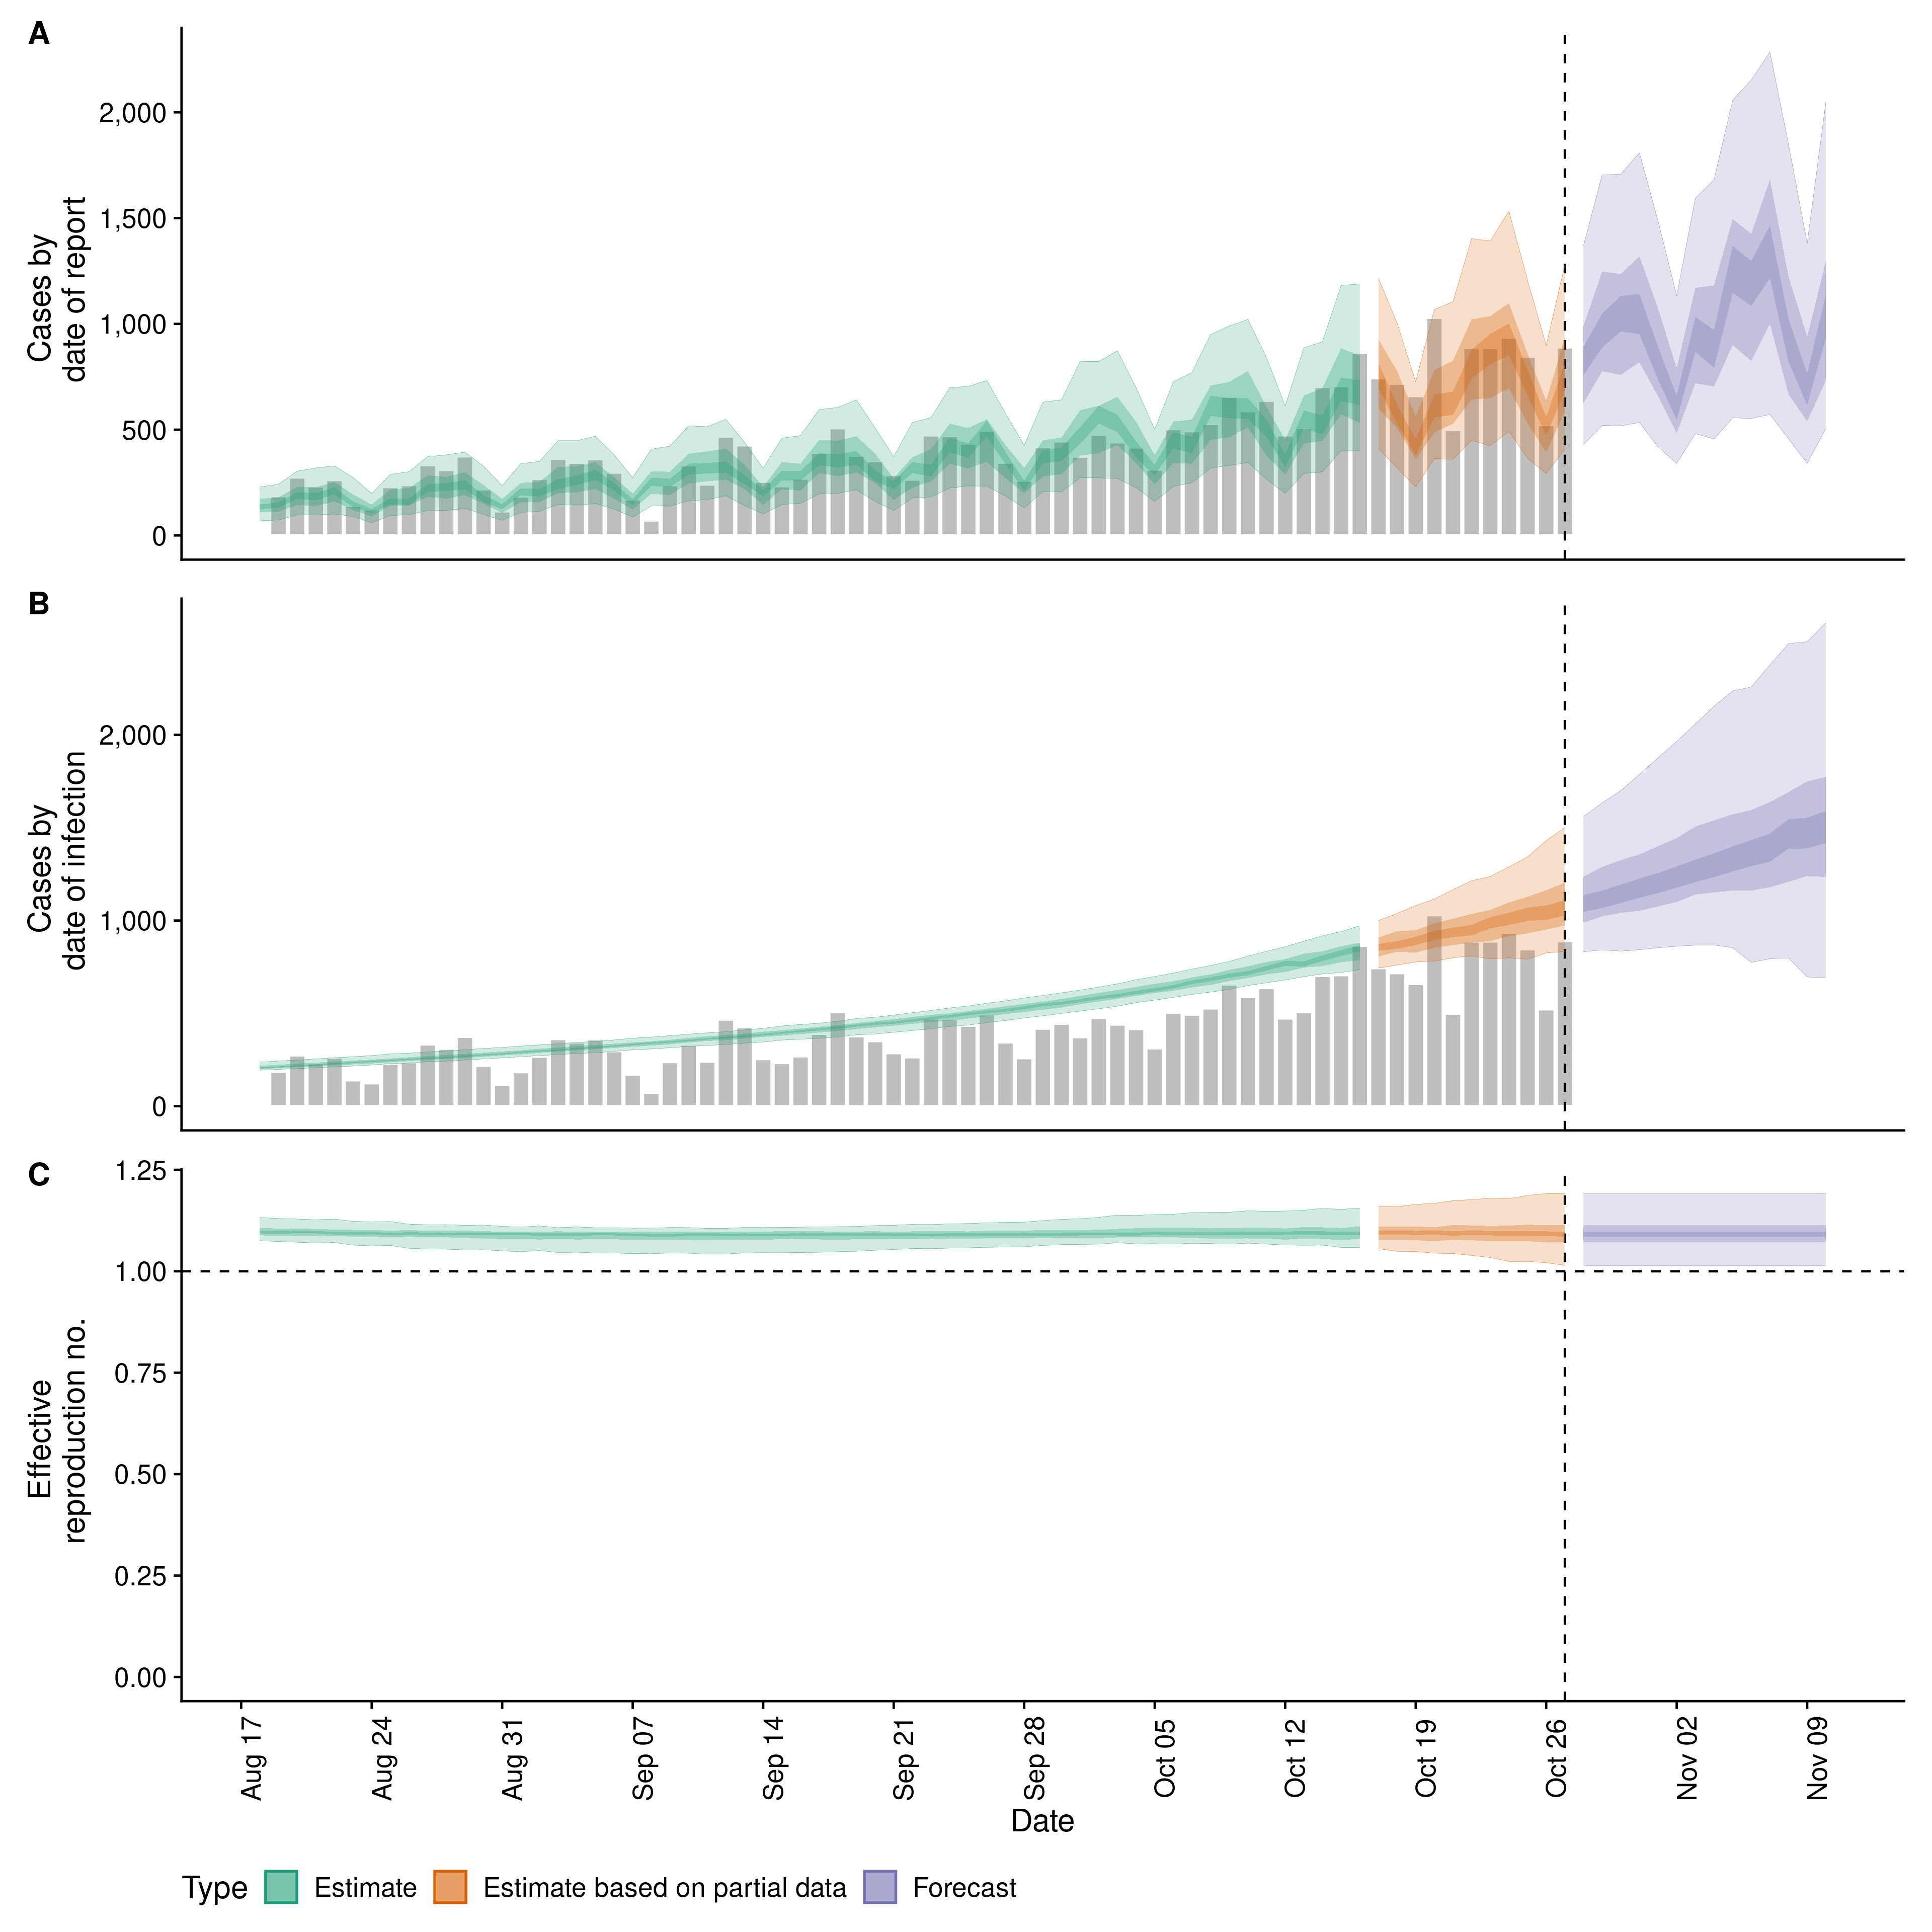 A
Cases by
date of report
2,000
1,500
1,000
500
0
B
Cases by
date of infection
2,000
1,000
0
C
Effective
reproduction no.
1.25
1.00
0.75
0.50
0.25
0.00
Aug 17
Aug 24
Aug 31
Sep 07
Sep 14
Sep 21
Sep 28
Oct 05
Oct 12
Oct 19
Oct 26
Nov 02
Nov 09
Date
Type Estimate Estimate based on partial data Forecast